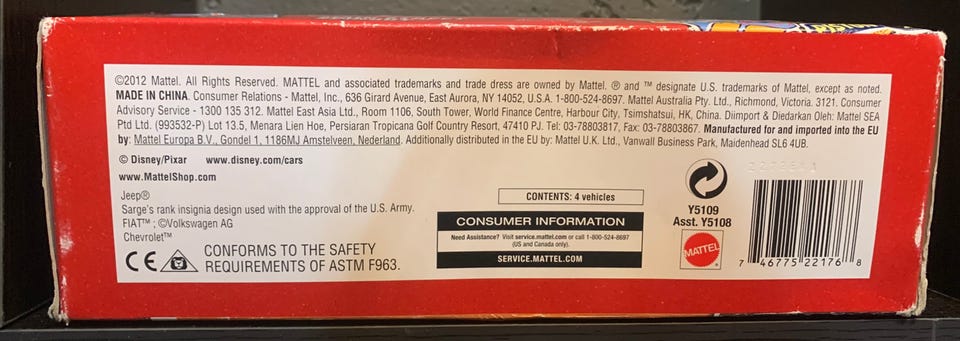 ©2012 Mattel. All Rights Reserved. MATTEL and associated trademarks and trade dress are owned by Mattel. ® and ™ designate U.S. trademarks of Mattel, except as noted.
MADE IN CHINA. Consumer Relations - Mattel, Inc., 636 Girard Avenue, East Aurora, NY 14052, U.S.A. 1-800-524-8697. Mattel Australia Pty. Ltd., Richmond, Victoria. 3121. Consumer
Advisory Service - 1300 135 312. Mattel East Asia Ltd., Room 1106, South Tower, World Finance Centre, Harbour City, Tsimshatsui, HK, China. Diimport & Diedarkan Oleh: Mattel SEA
Ptd Ltd. (993532-P) Lot 13.5, Menara Lien Hoe, Persiaran Tropicana Golf Country Resort, 47410 PJ. Tel: 03-78803817, Fax: 03-78803867. Manufactured for and imported into the EU
by: Mattel Europa B.V., Gondel 1, 1186MJ Amstelveen, Nederland. Additionally distributed in the EU by: Mattel U.K. Ltd., Vanwall Business Park, Maidenhead SL6 4UB.
© Disney/Pixar www.disney.com/cars
www.MattelShop.com
Jeep®
Sarge's rank insignia design used with the approval of the U.S. Army.
FIAT™ ; ©Volkswagen AG
Chevrolet™
CE CONFORMS TO THE SAFETY
REQUIREMENTS OF ASTM F963.
CONTENTS: 4 vehicles
CONSUMER INFORMATION
Need Assistance? Visit service.mattel.com or call 1-800-524-8697
(US and Canada only).
SERVICE.MATTEL.COM
Y5109
Asst. Y5108
MATTEL
7 46775 22176 8